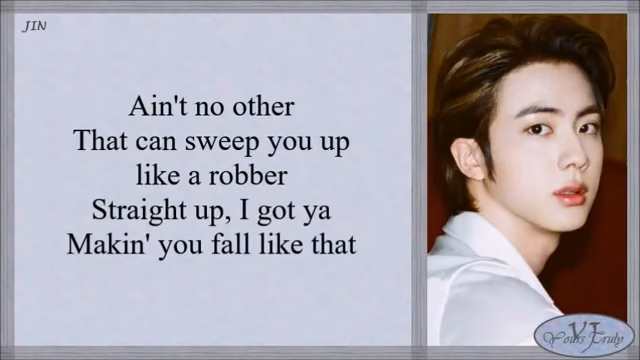 JIN
Ain't no other
That can sweep you up
like a robber
Straight up, I got ya
Makin' you fall like that
YJ
Yours Truly